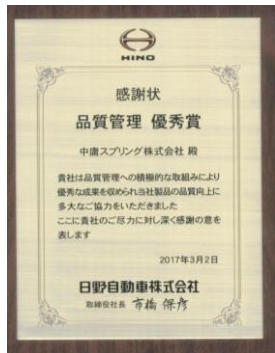 HINO
感謝状
品質管理 優秀賞
中庸スプリング株式会社 殿
貴社は品質管理への積極的な取組みにより
優秀な成果を収められ当社製品の品質向上に
多大なご協力をいただきました
ここに貴社のご尽力に対し深く感謝の意を
表します
2017年3月2日
日野自動車株式会社
取締役社長 市橋 保彦